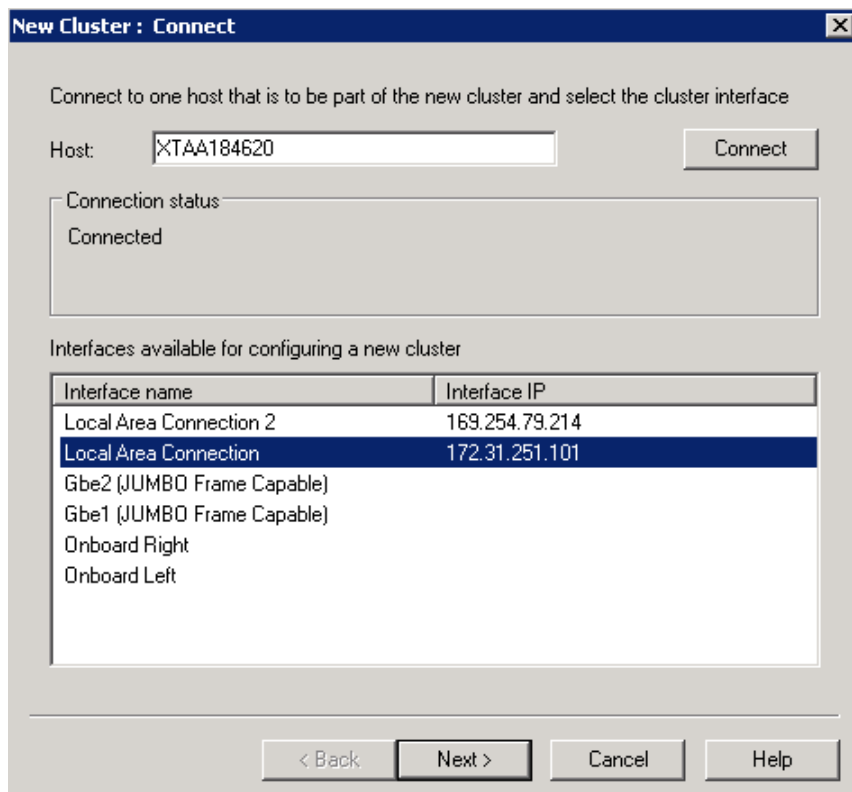 New Cluster : Connect
Connect to one host that is to be part of the new cluster and select the cluster interface
Host: XTAA184620 Connect
Connection status
Connected
Interfaces available for configuring a new cluster
Interface name Interface IP
Local Area Connection 2 169.254.79.214
Local Area Connection 172.31.251.101
Gbe2 (JUMBO Frame Capable)
Gbe1 (JUMBO Frame Capable)
Onboard Right
Onboard Left
< Back Next > Cancel Help